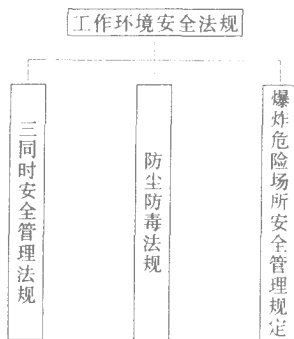 工作环境安全法规
三同时安全管理法规
防尘防毒法规
爆炸危险场所安全管理规定